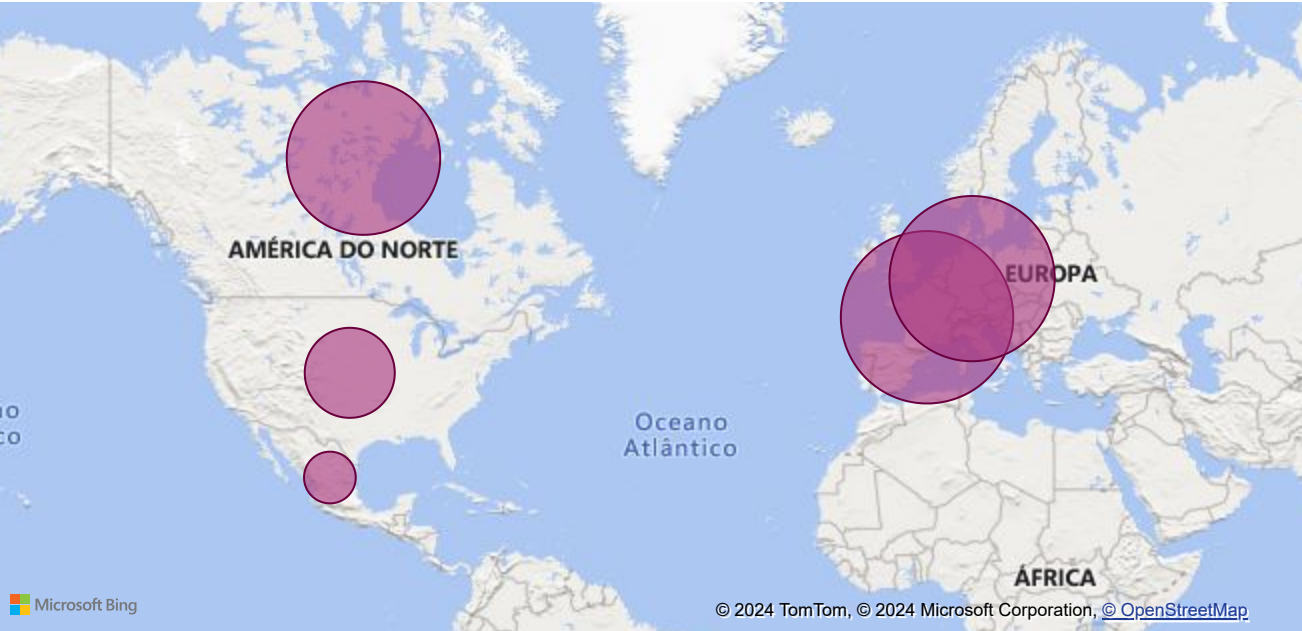 AMÉRICA DO NORTE
EUROPA
Oceano
Atlântico
ÁFRICA
Microsoft Bing
© 2024 TomTom, © 2024 Microsoft Corporation, © OpenStreetMap